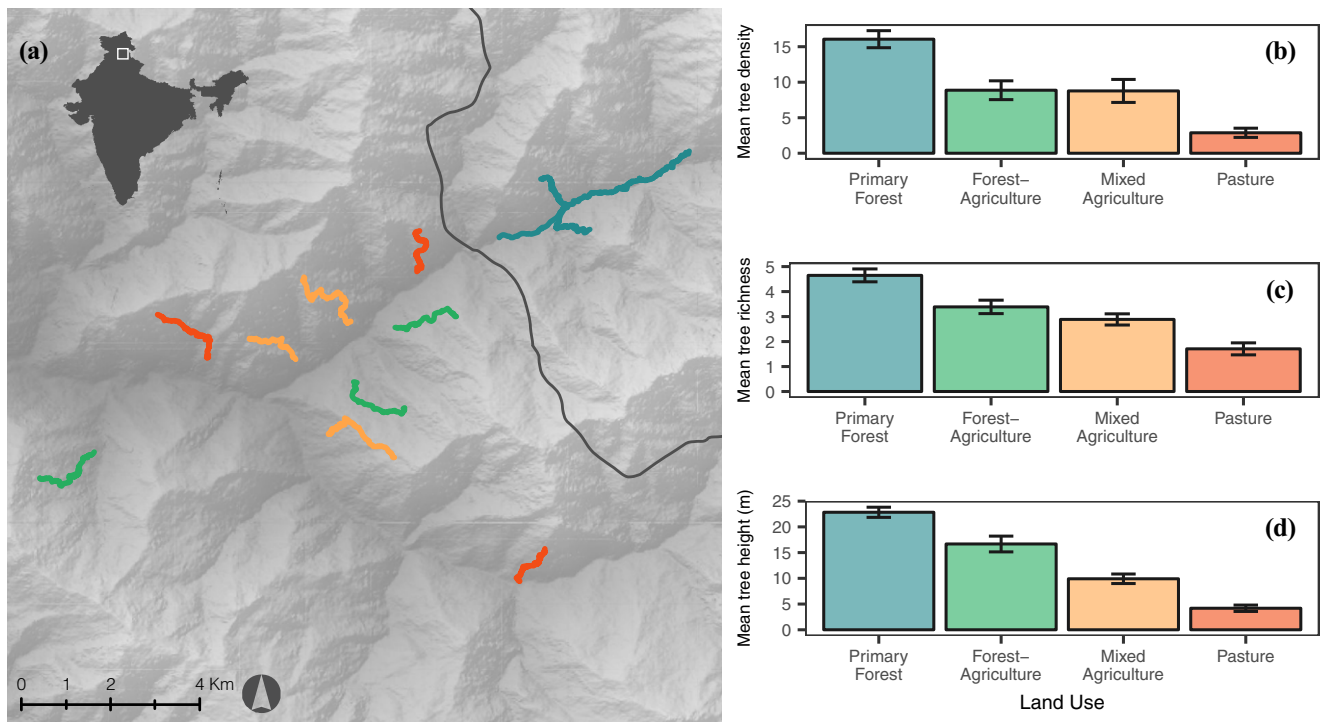 (a)
0 1 2 4 Km
Mean tree density
15
10
5
0
(b)
Primary
Forest
Forest–
Agriculture
Mixed
Agriculture
Pasture
Mean tree richness
5
4
3
2
1
0
(c)
Primary
Forest
Forest–
Agriculture
Mixed
Agriculture
Pasture
Mean tree height (m)
25
20
15
10
5
0
(d)
Primary
Forest
Forest–
Agriculture
Mixed
Agriculture
Pasture
Land Use